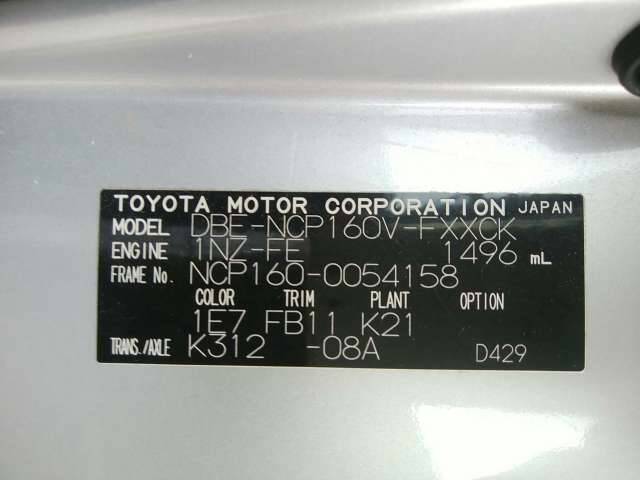 TOYOTA MOTOR CORPORATION JAPAN
MODEL DBE-NCP160V-FXXCK
ENGINE 1NZ-FE 1496 mL
FRAME No. NCP160-0054158
COLOR TRIM PLANT OPTION
1E7 FB11 K21
TRANS./AXLE K312 -08A D429